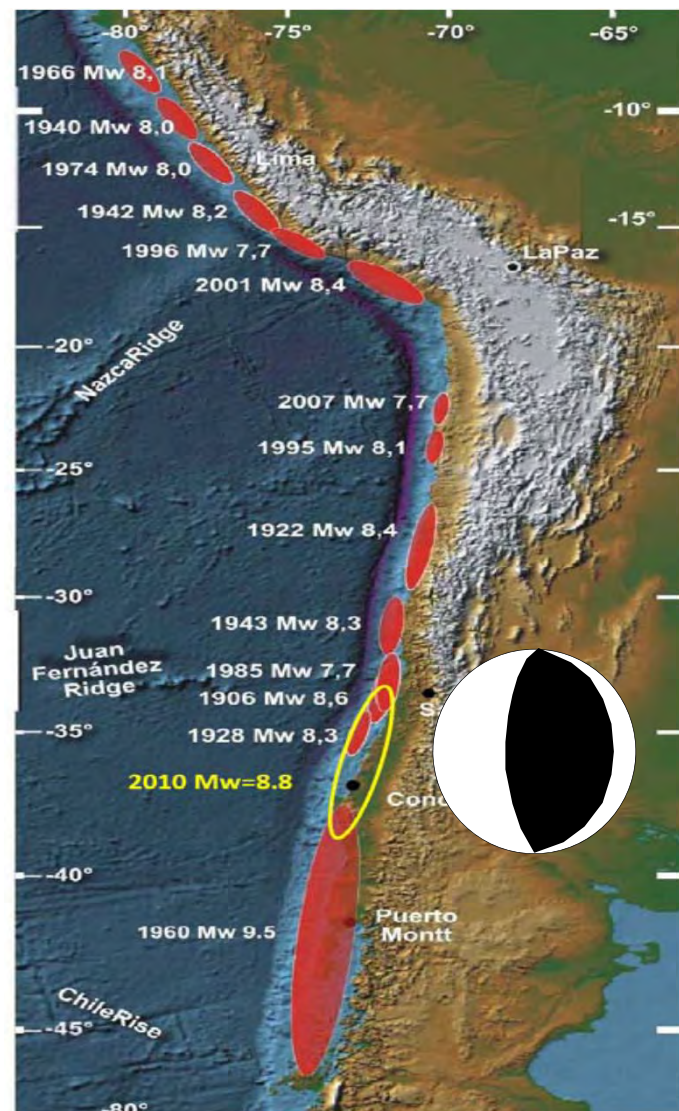 -80°
-75°
-70°
-65°
1966 Mw 8,1
-10°
1940 Mw 8,0
Lima
1974 Mw 8,0
1942 Mw 8,2
-15°
1996 Mw 7,7
LaPaz
2001 Mw 8,4
-20°
NazcaRidge
2007 Mw 7,7
1995 Mw 8,1
-25°
1922 Mw 8,4
-30°
1943 Mw 8,3
Juan
Fernández
Ridge
1985 Mw 7,7
1906 Mw 8,6
S
1928 Mw 8,3
-35°
2010 Mw=8.8
Conc
-40°
Puerto
Montt
1960 Mw 9.5
ChileRise
-45°
-80°